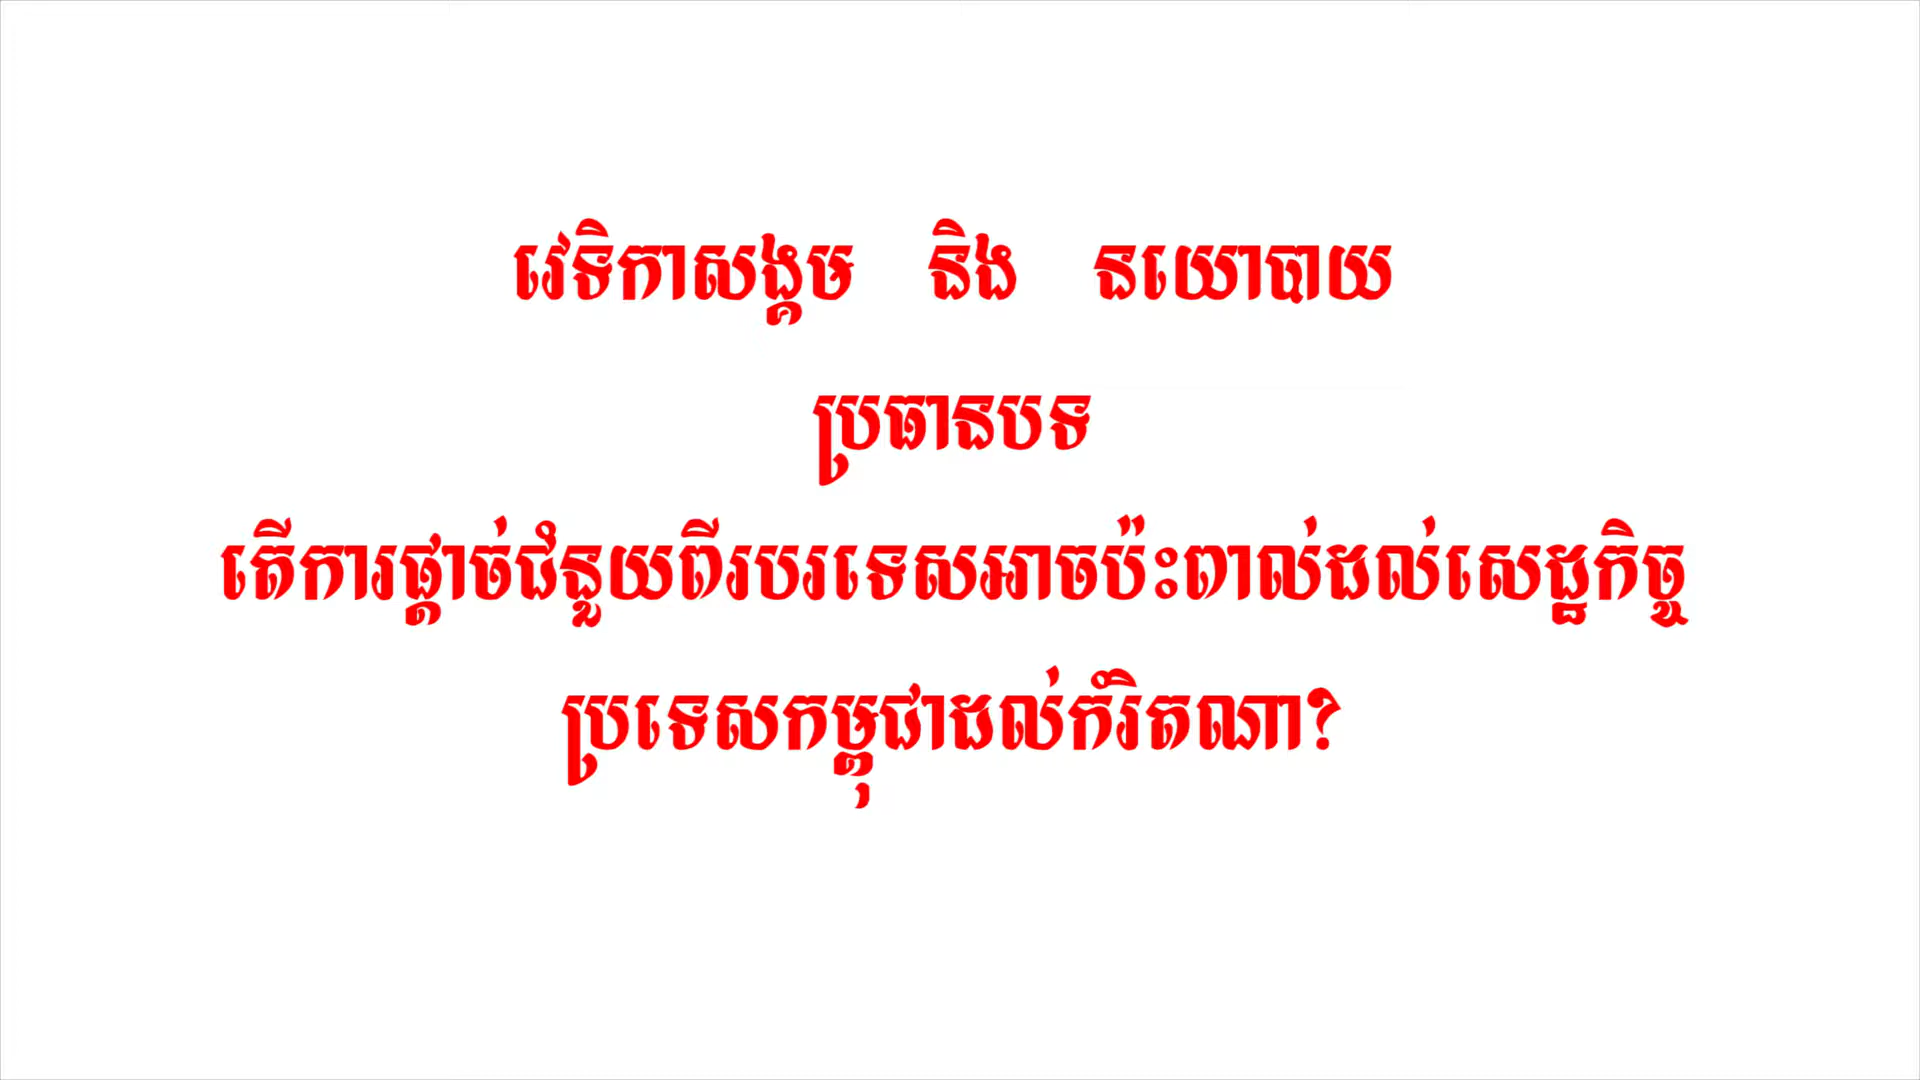 វេទិកាសង្គម និង នយោបាយ
ប្រធានបទ
តើការផ្តាច់ជំនួយពីរបរទេសអាចប៉ះពាល់ដល់សេដ្ឋកិច្ច
ប្រទេសកម្ពុជាដល់កំរិតណា?